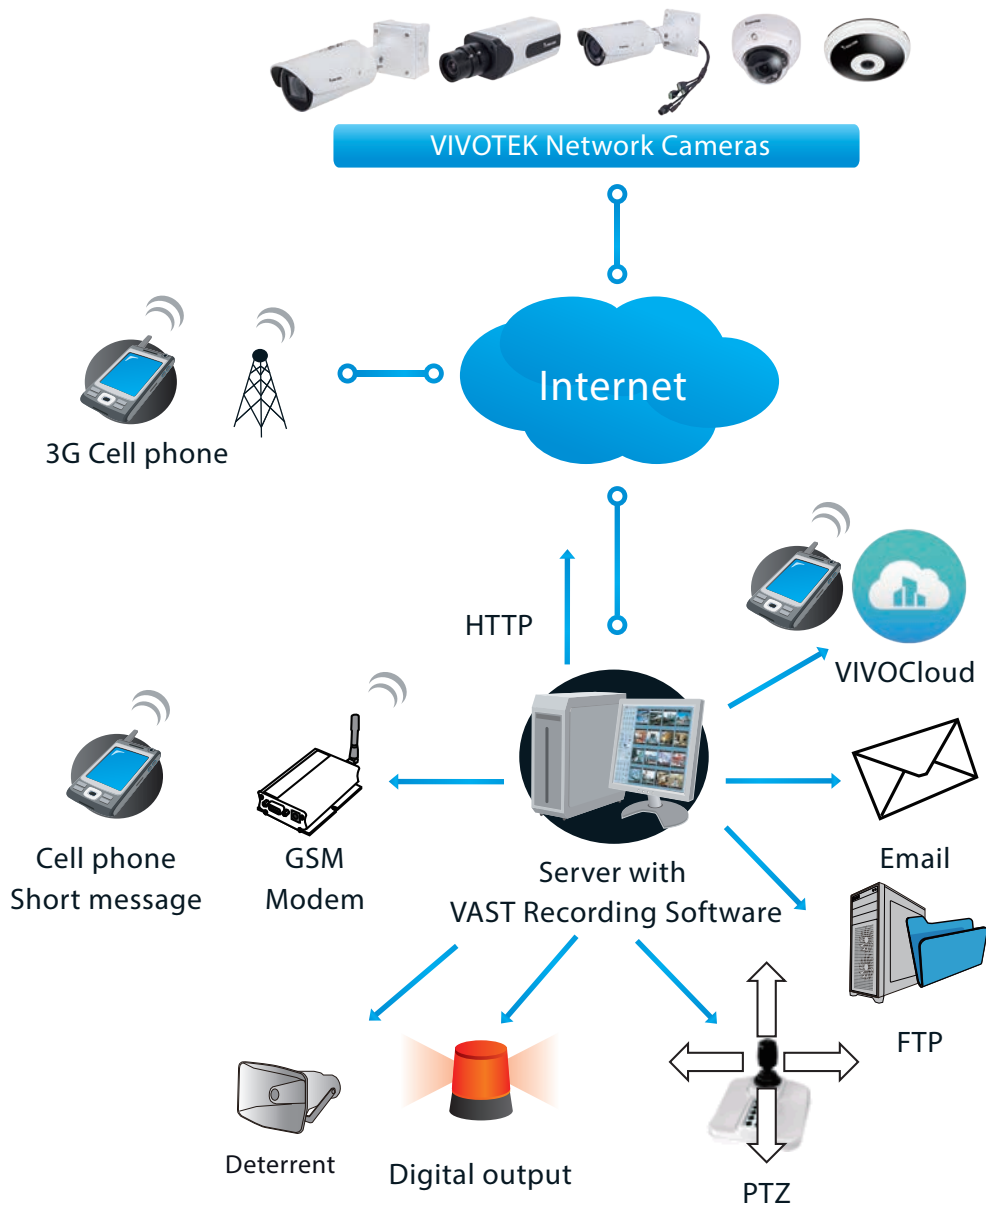 VIVOTEK Network Cameras
Internet
3G Cell phone
HTTP
VIVOCloud
Cell phone
Short message
GSM
Modem
Server with
VAST Recording Software
Email
FTP
Deterrent
Digital output
PTZ